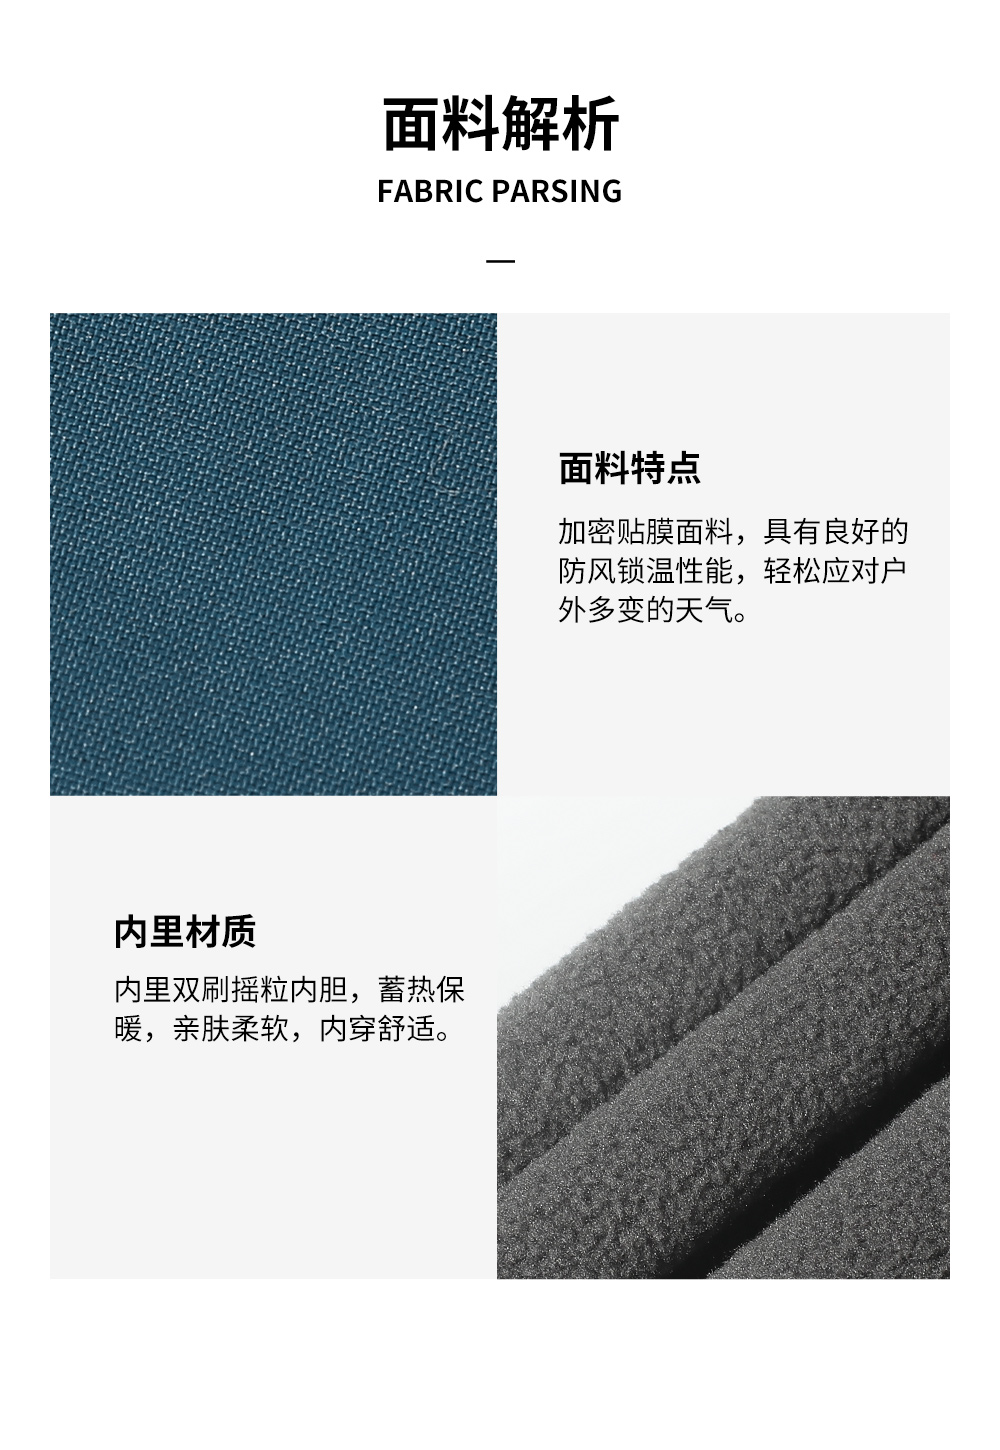 面料解析
FABRIC PARSING
面料特点
加密贴膜面料，具有良好的
防风锁温性能，轻松应对户
外多变的天气。
内里材质
内里双刷摇粒内胆，蓄热保
暖，亲肤柔软，内穿舒适。